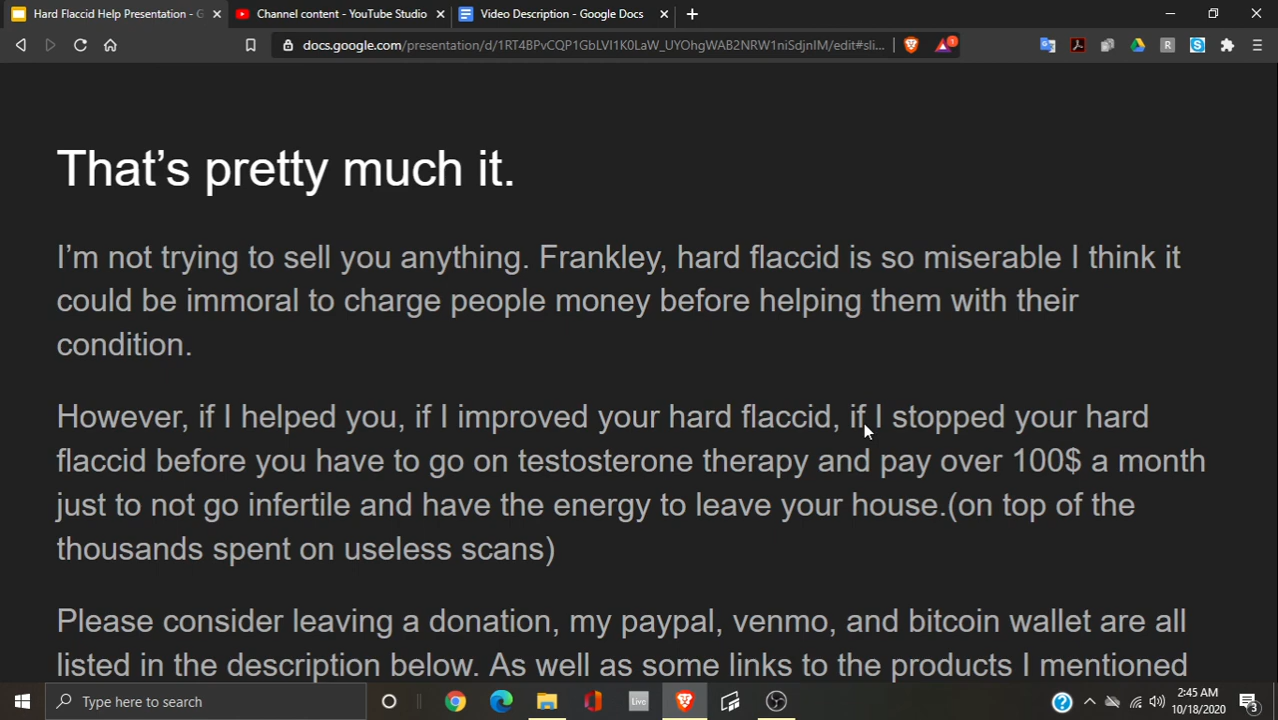 Hard Flaccid Help Presentation - G
Channel content - YouTube Studio
Video Description - Google Docs
docs.google.com/presentation/d/1RT4BPvCQP1GbLVI1K0LaW_UYOhgWAB2NRW1niSdjnIM/edit#sli...
That's pretty much it.
I'm not trying to sell you anything. Frankley, hard flaccid is so miserable I think it
could be immoral to charge people money before helping them with their
condition.
However, if I helped you, if I improved your hard flaccid, if I stopped your hard
flaccid before you have to go on testosterone therapy and pay over 100$ a month
just to not go infertile and have the energy to leave your house.(on top of the
thousands spent on useless scans)
Please consider leaving a donation, my paypal, venmo, and bitcoin wallet are all
listed in the description below. As well as some links to the products I mentioned
Type here to search
Live
2:45 AM
10/18/2020
3